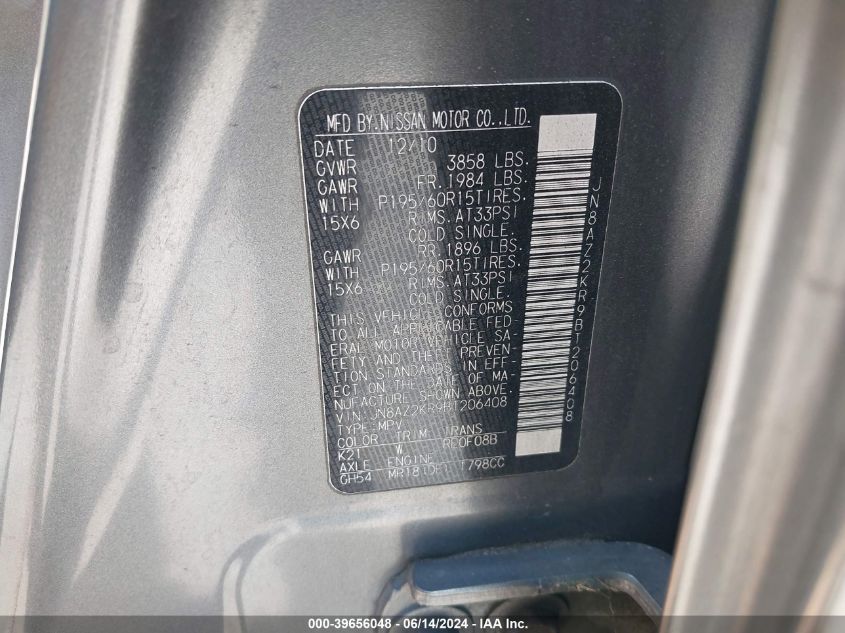 MFD BY.NISSAN MOTOR CO.,LTD.
DATE 12/10
GVWR 3858 LBS.
GAWR FR.1984 LBS.
WITH P195/60R15TIRES.
15X6 RIMS.AT33PSI
COLD SINGLE.
GAWR RR.1896 LBS.
WITH P195/60R15TIRES.
15X6 RIMS.AT33PSI
COLD SINGLE.
THIS VEHICLE CONFORMS
TO ALL APPLICABLE FED-
ERAL MOTOR VEHICLE SA-
FETY AND THEFT PREVEN-
TION STANDARDS IN EFF-
ECT ON THE DATE OF MA-
NUFACTURE SHOWN ABOVE.
VIN:JN8AZ2KR9BT206408
TYPE:MPV
COLOR TRIM TRANS
K21 W RE0F08B
AXLE ENGINE
GH54 1798CC
JN8AZ2KR9BT206408
000-39656048 - 06/14/2024 - IAA Inc.